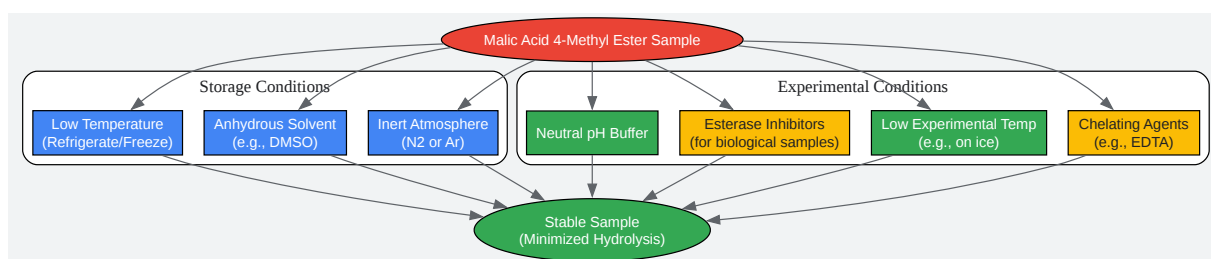 Malic Acid 4-Methyl Ester Sample
Storage Conditions
Experimental Conditions
Low Temperature
(Refrigerate/Freeze)
Anhydrous Solvent
(e.g., DMSO)
Inert Atmosphere
(N2 or Ar)
Neutral pH Buffer
Esterase Inhibitors
(for biological samples)
Low Experimental Temp
(e.g., on ice)
Chelating Agents
(e.g., EDTA)
Stable Sample
(Minimized Hydrolysis)